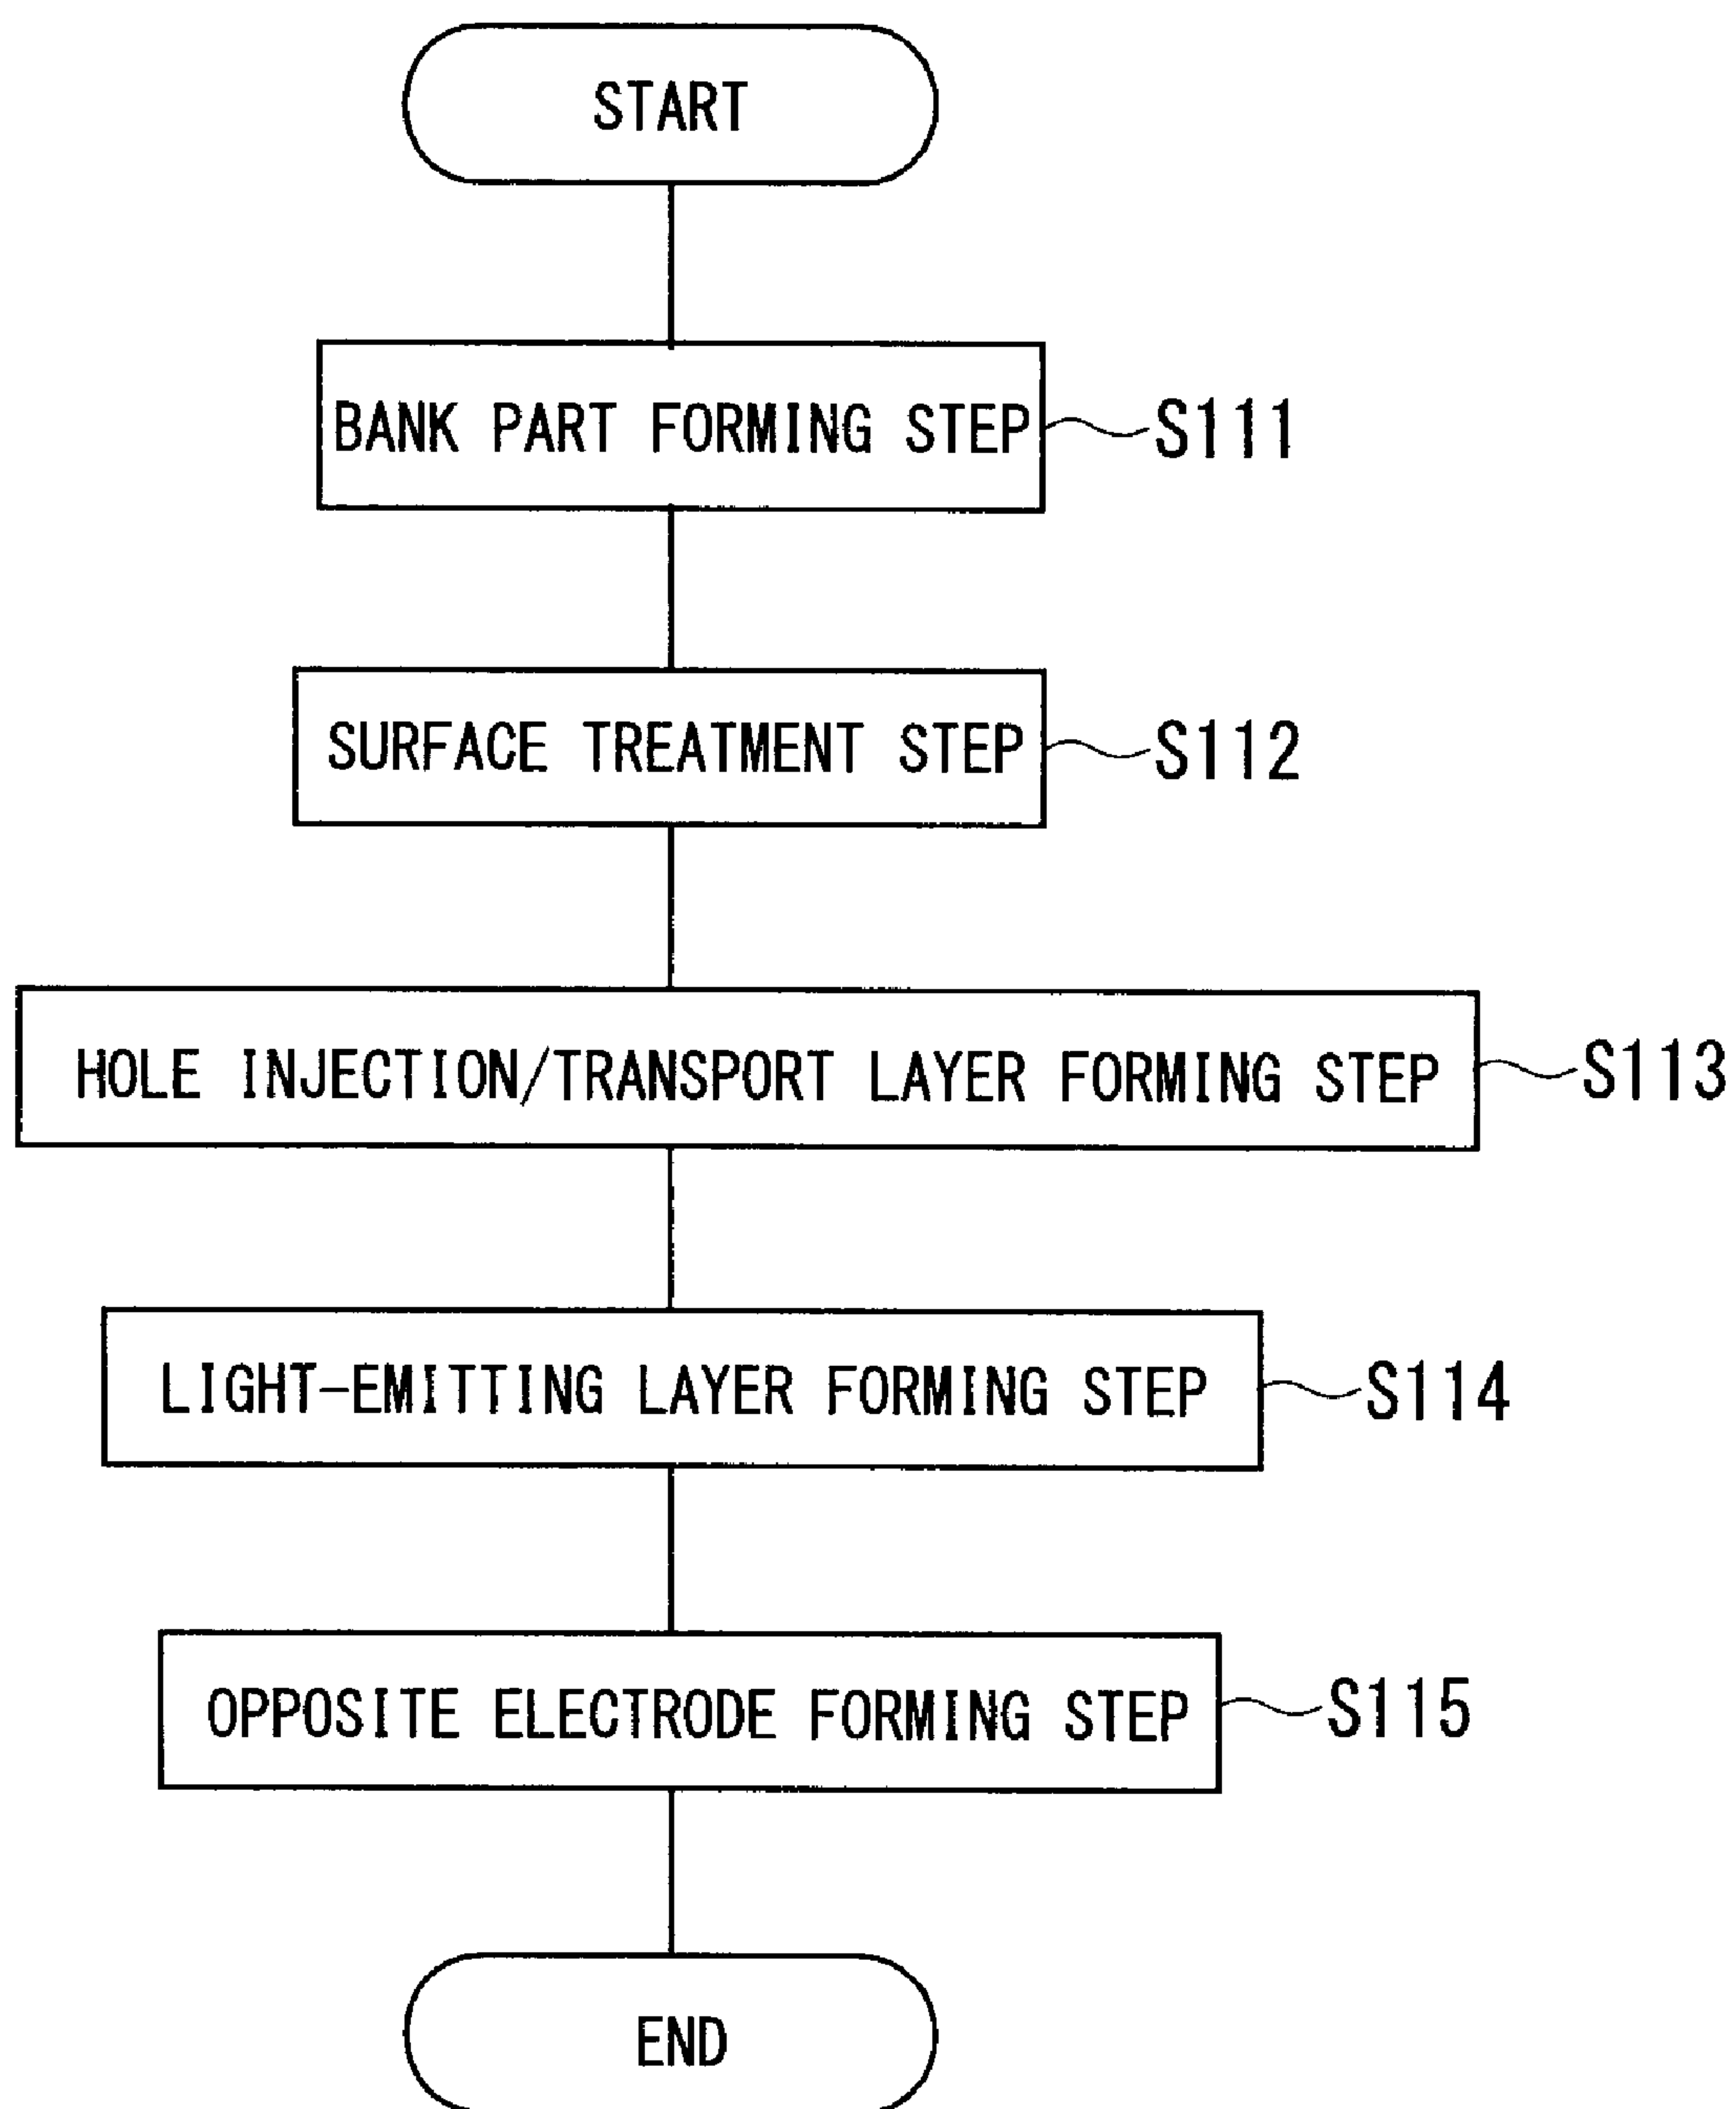 START
BANK PART FORMING STEP S111
SURFACE TREATMENT STEP S112
HOLE INJECTION/TRANSPORT LAYER FORMING STEP S113
LIGHT-EMITTING LAYER FORMING STEP S114
OPPOSITE ELECTRODE FORMING STEP S115
END